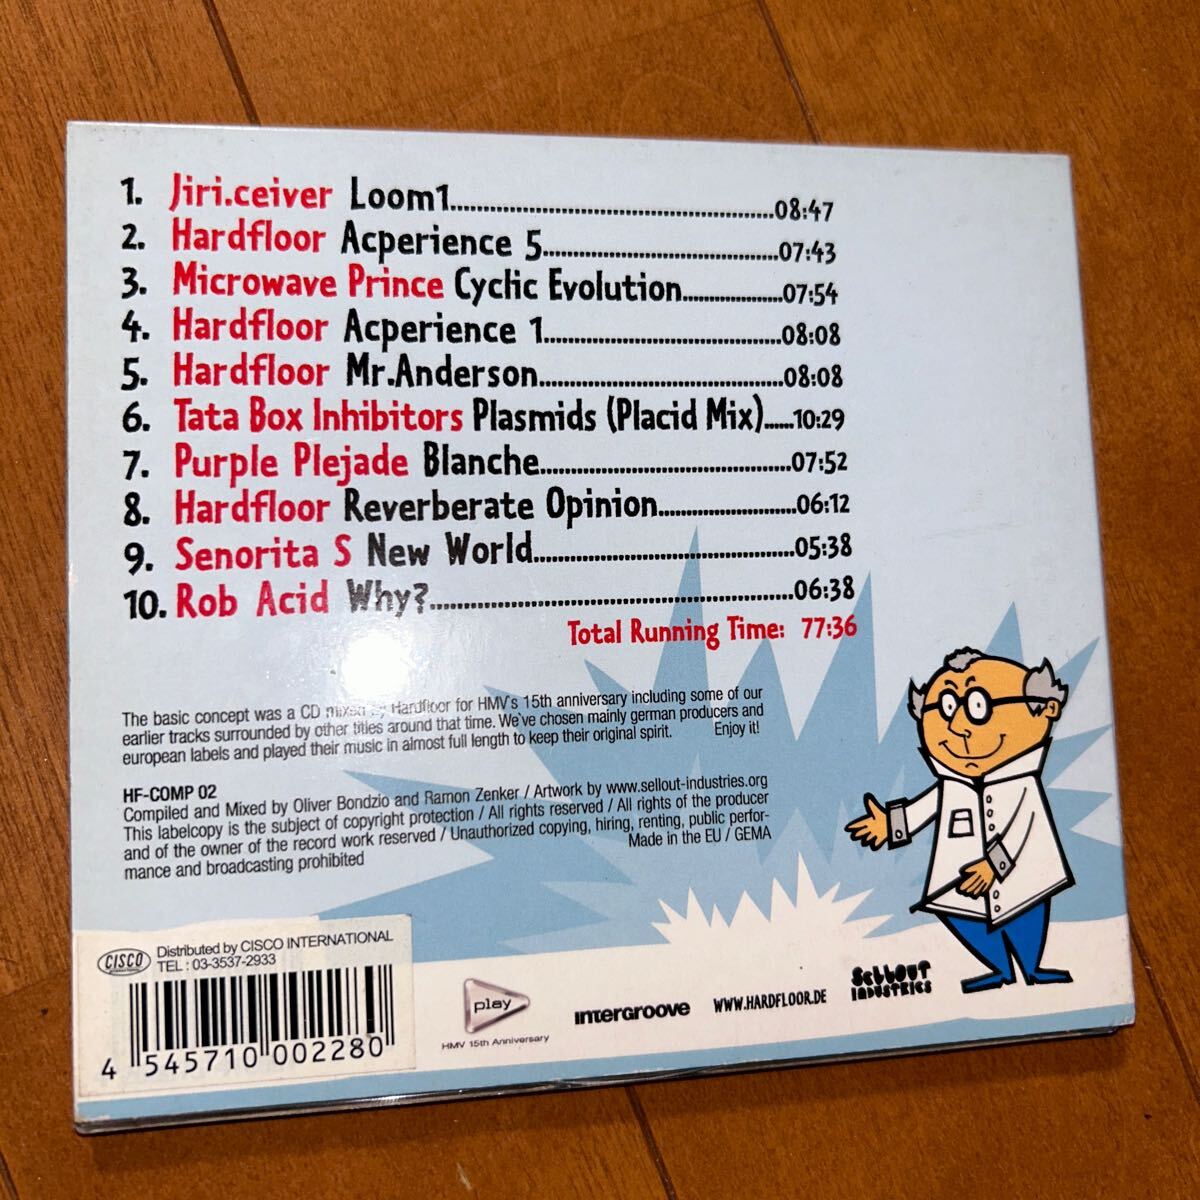 1. Jiri.ceiver Loom1...08:47
2. Hardfloor Acperience 5...07:43
3. Microwave Prince Cyclic Evolution...07:54
4. Hardfloor Acperience 1...08:08
5. Hardfloor Mr.Anderson...08:08
6. Tata Box Inhibitors Plasmids (Placid Mix)...10:29
7. Purple Plejade Blanche...07:52
8. Hardfloor Reverberate Opinion...06:12
9. Senorita S New World...05:38
10. Rob Acid Why?...06:38
Total Running Time: 77:36
The basic concept was a CD mixed by Hardfloor for HMV's 15th anniversary including some of our
earlier tracks surrounded by other titles around that time. We've chosen mainly german producers and
european labels and played their music in almost full length to keep their original spirit. Enjoy it!
HF-COMP 02
Compiled and Mixed by Oliver Bondzio and Ramon Zenker / Artwork by www.sellout-industries.org
This labelcopy is the subject of copyright protection / All rights reserved / All rights of the producer
and of the owner of the record work reserved / Unauthorized copying, hiring, renting, public perfor-
mance and broadcasting prohibited Made in the EU / GEMA
CISCO INTERNATIONAL
Distributed by CISCO INTERNATIONAL
TEL : 03-3537-2933
4 545710 002280
play
HMV 15th Anniversary
intergroove
WWW.HARDFLOOR.DE
SELLOUT
INDUSTRIES